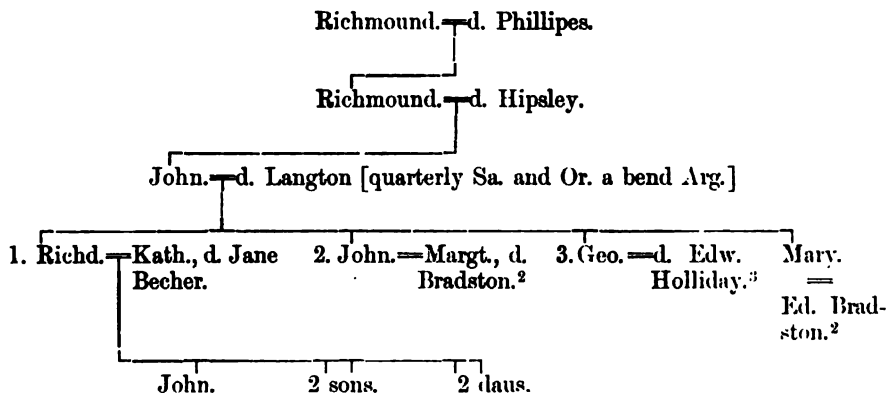 Richmound.═d. Phillipes.
Richmound.═d. Hipsley.
John.═d. Langton [quarterly Sa. and Or. a bend Arg.]
1. Richd.═Kath., d. Jane Becher.
2. John.═Margt., d. Bradston.²
3. Geo.═d. Edw. Holliday.³
Mary.
═
Ed. Brad-
ston.²
John. 2 sons. 2 daus.